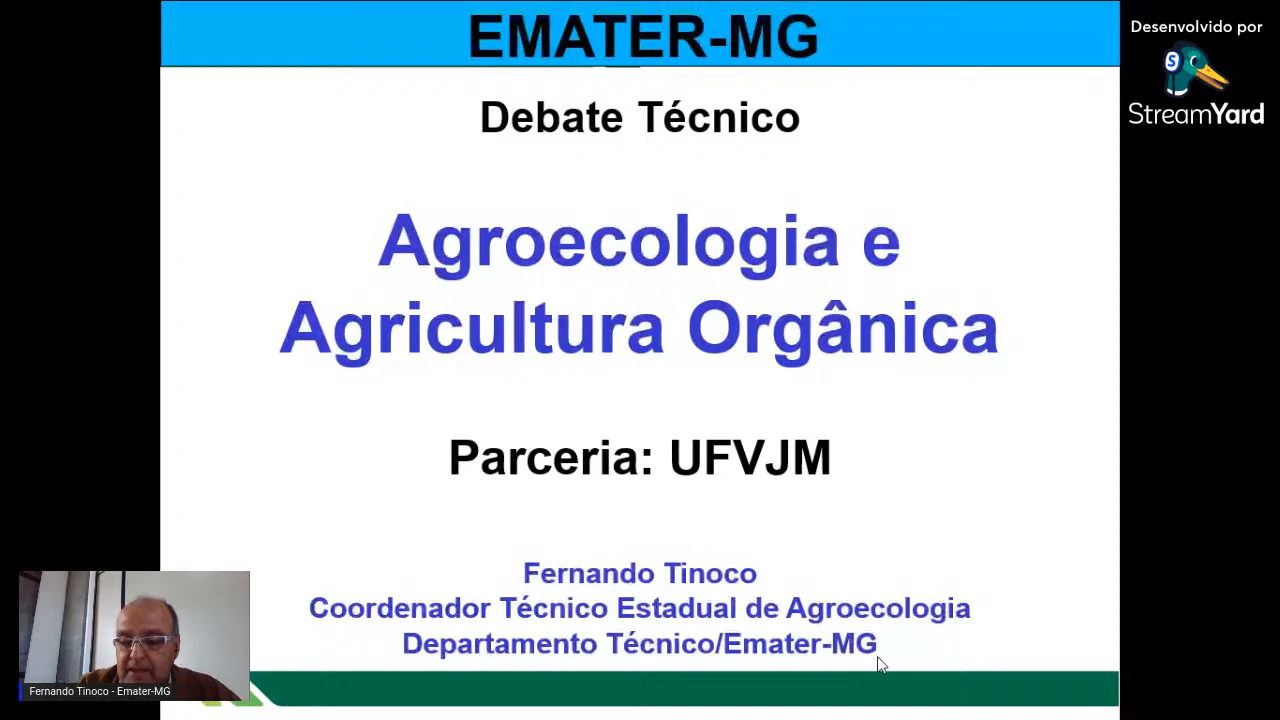 EMATER-MG
Desenvolvido por
StreamYard
Debate Técnico
Agroecologia e
Agricultura Orgânica
Parceria: UFVJM
Fernando Tinoco
Coordenador Técnico Estadual de Agroecologia
Departamento Técnico/Emater-MG
Fernando Tinoco - Emater-MG